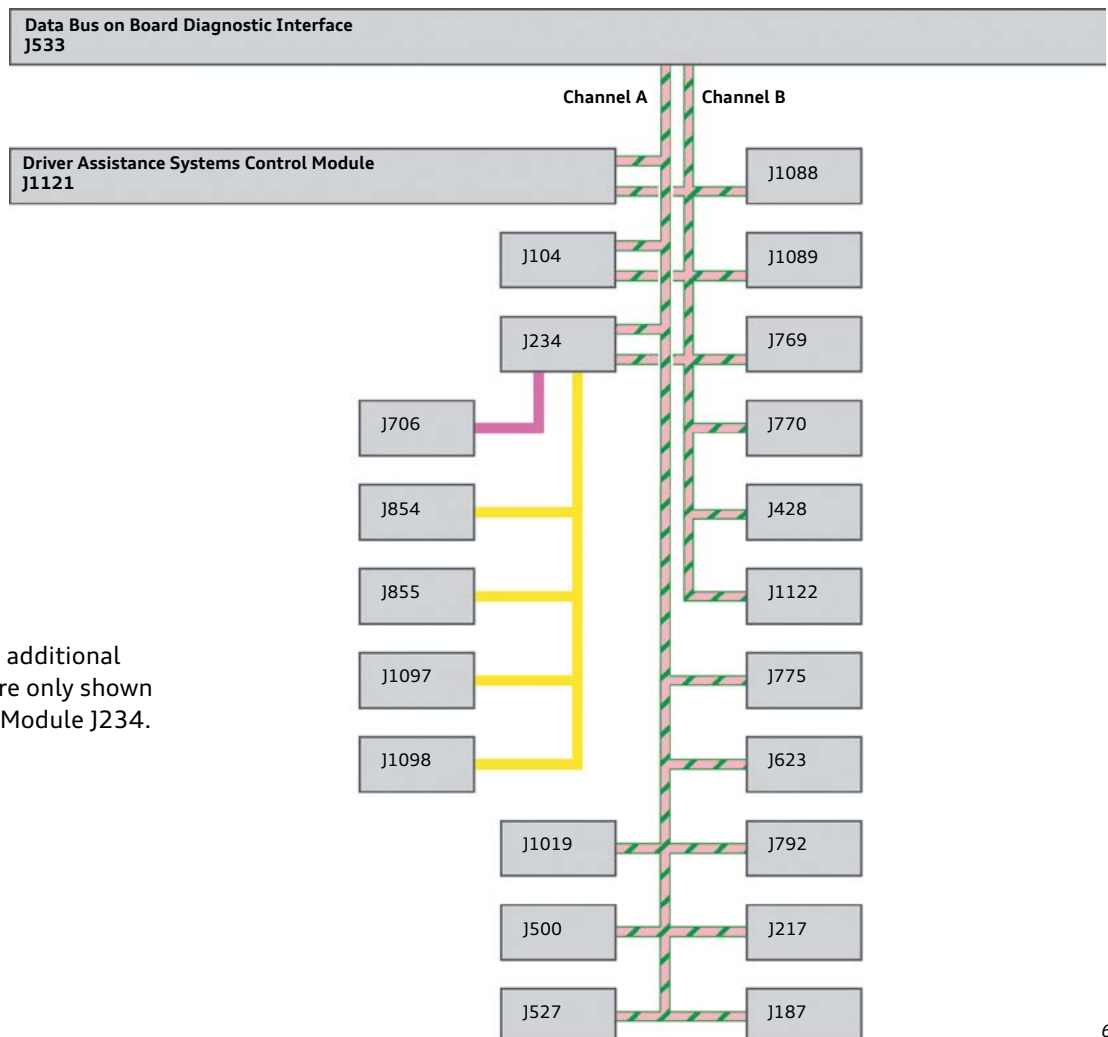 Data Bus on Board Diagnostic Interface
J533
Channel A
Channel B
Driver Assistance Systems Control Module
J1121
J1088
J104
J1089
J234
J769
J706
J770
J854
J428
J855
J1122
additional
re only shown
Module J234.
J1097
J775
J1098
J623
J1019
J792
J500
J217
J527
J187
6